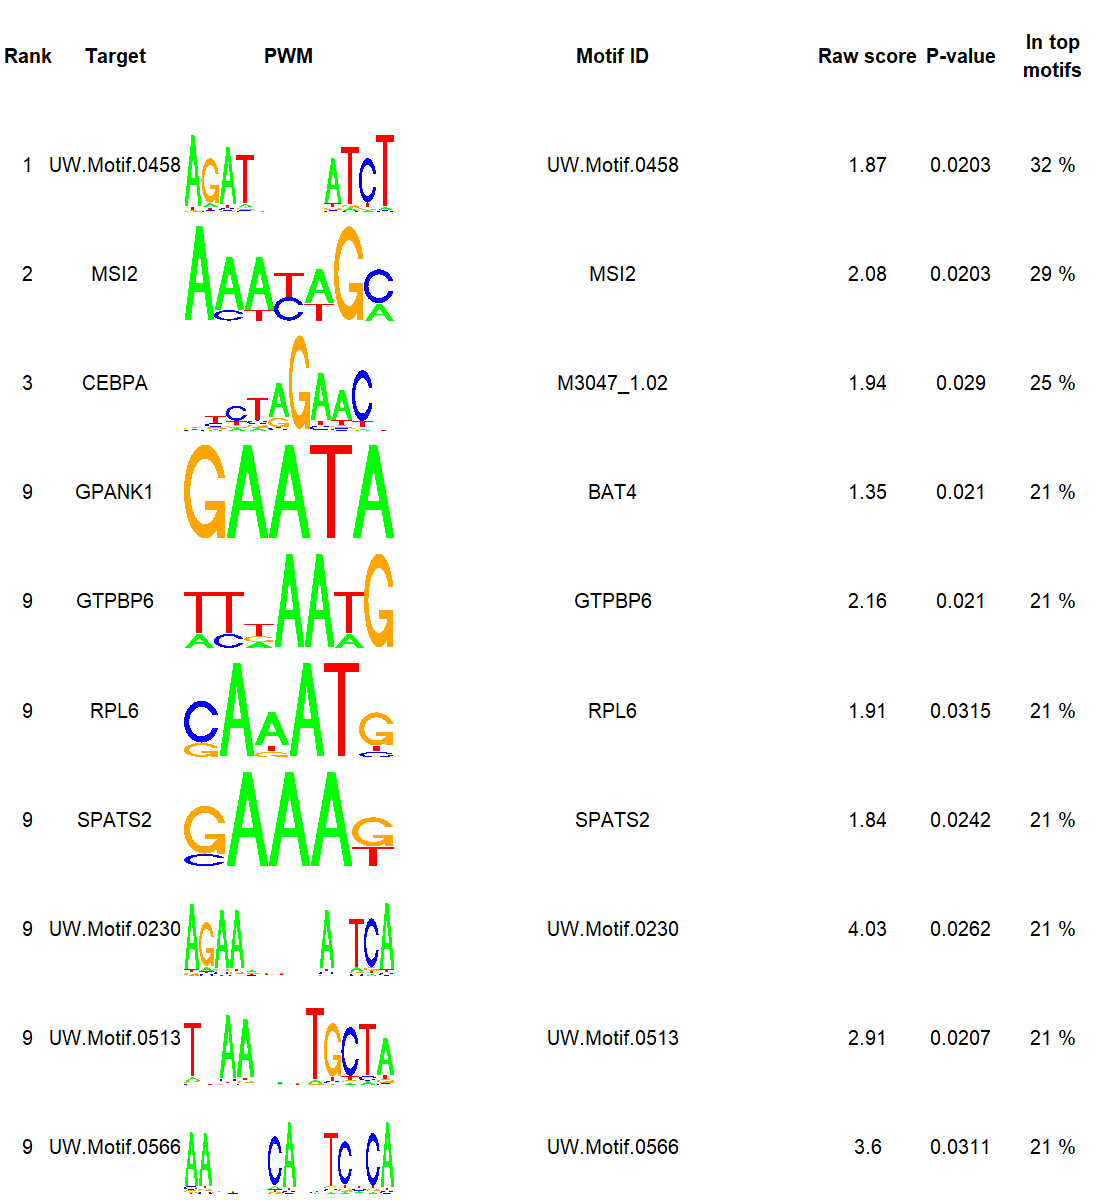 Rank Target PWM Motif ID Raw score P-value In top motifs
1 UW.Motif.0458 AGAT ATCT UW.Motif.0458 1.87 0.0203 32 %
2 MSI2 MSI2 2.08 0.0203 29 %
3 CEBPA M3047_1.02 1.94 0.029 25 %
9 GPANK1 GAATA BAT4 1.35 0.021 21 %
9 GTPBP6 GTPBP6 2.16 0.021 21 %
9 RPL6 RPL6 1.91 0.0315 21 %
9 SPATS2 SPATS2 1.84 0.0242 21 %
9 UW.Motif.0230 AGAA A TCA UW.Motif.0230 4.03 0.0262 21 %
9 UW.Motif.0513 T AA TGCTA UW.Motif.0513 2.91 0.0207 21 %
9 UW.Motif.0566 AA CA TC CA UW.Motif.0566 3.6 0.0311 21 %